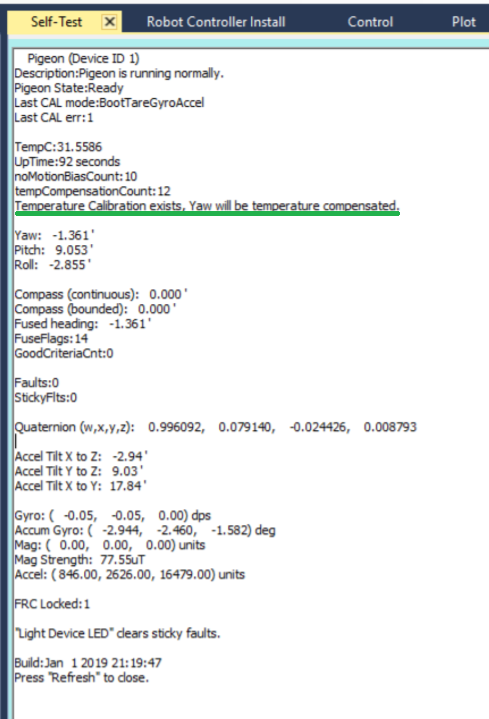 Self-Test X Robot Controller Install Control Plot
Pigeon (Device ID 1)
Description:Pigeon is running normally.
Pigeon State:Ready
Last CAL mode:BootTareGyroAccel
Last CAL err:1
TempC:31.5586
UpTime:92 seconds
noMotionBiasCount:10
tempCompensationCount:12
Temperature Calibration exists, Yaw will be temperature compensated.
Yaw: -1.361 '
Pitch: 9.053 '
Roll: -2.855 '
Compass (continuous): 0.000 '
Compass (bounded): 0.000 '
Fused heading: -1.361 '
FuseFlags:14
GoodCriteriaCnt:0
Faults:0
StickyFlts:0
Quaternion (w,x,y,z): 0.996092, 0.079140, -0.024426, 0.008793
Accel Tilt X to Z: -2.94 '
Accel Tilt Y to Z: 9.03 '
Accel Tilt X to Y: 17.84 '
Gyro: ( -0.05, -0.05, 0.00) dps
Accum Gyro: ( -2.944, -2.460, -1.582) deg
Mag: ( 0.00, 0.00, 0.00) units
Mag Strength: 77.55uT
Accel: ( 846.00, 2626.00, 16479.00) units
FRC Locked:1
"Light Device LED" clears sticky faults.
Build:Jan 1 2019 21:19:47
Press "Refresh" to close.